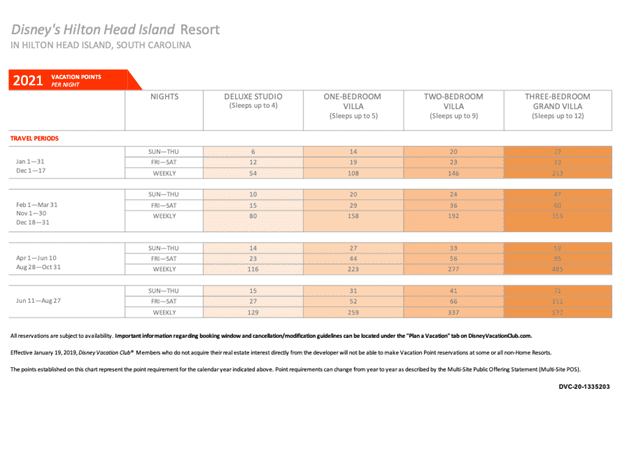 Disney's Hilton Head Island Resort
IN HILTON HEAD ISLAND, SOUTH CAROLINA
2021 VACATION POINTS
PER NIGHT
NIGHTS DELUXE STUDIO ONE-BEDROOM TWO-BEDROOM THREE-BEDROOM
(Sleeps up to 4) VILLA VILLA GRAND VILLA
(Sleeps up to 5) (Sleeps up to 9) (Sleeps up to 12)
TRAVEL PERIODS
SUN—THU 6 14 20
Jan 1—31 FRI—SAT 12 19 23
Dec 1—17 WEEKLY 54 108 146
SUN—THU 10 20 24 47
Feb 1—Mar 31 FRI—SAT 15 29 36 60
Nov 1—30 WEEKLY 80 158 192 355
Dec 18—31
SUN—THU 14 27 33
Apr 1—Jun 10 FRI—SAT 23 44 56 95
Aug 28—Oct 31 WEEKLY 116 223 277 485
SUN—THU 15 31 41
Jun 11—Aug 27 FRI—SAT 27 52 66 111
WEEKLY 129 259 337
All reservations are subject to availability. Important information regarding booking window and cancellation/modification guidelines can be located under the "Plan a Vacation" tab on DisneyVacationClub.com.
Effective January 19, 2019, Disney Vacation Club® Members who do not acquire their real estate interest directly from the developer will not be able to make Vacation Point reservations at some or all non-Home Resorts.
The points established on this chart represent the point requirement for the calendar year indicated above. Point requirements can change from year to year as described by the Multi-Site Public Offering Statement (Multi-Site POS).
DVC-20-1335203